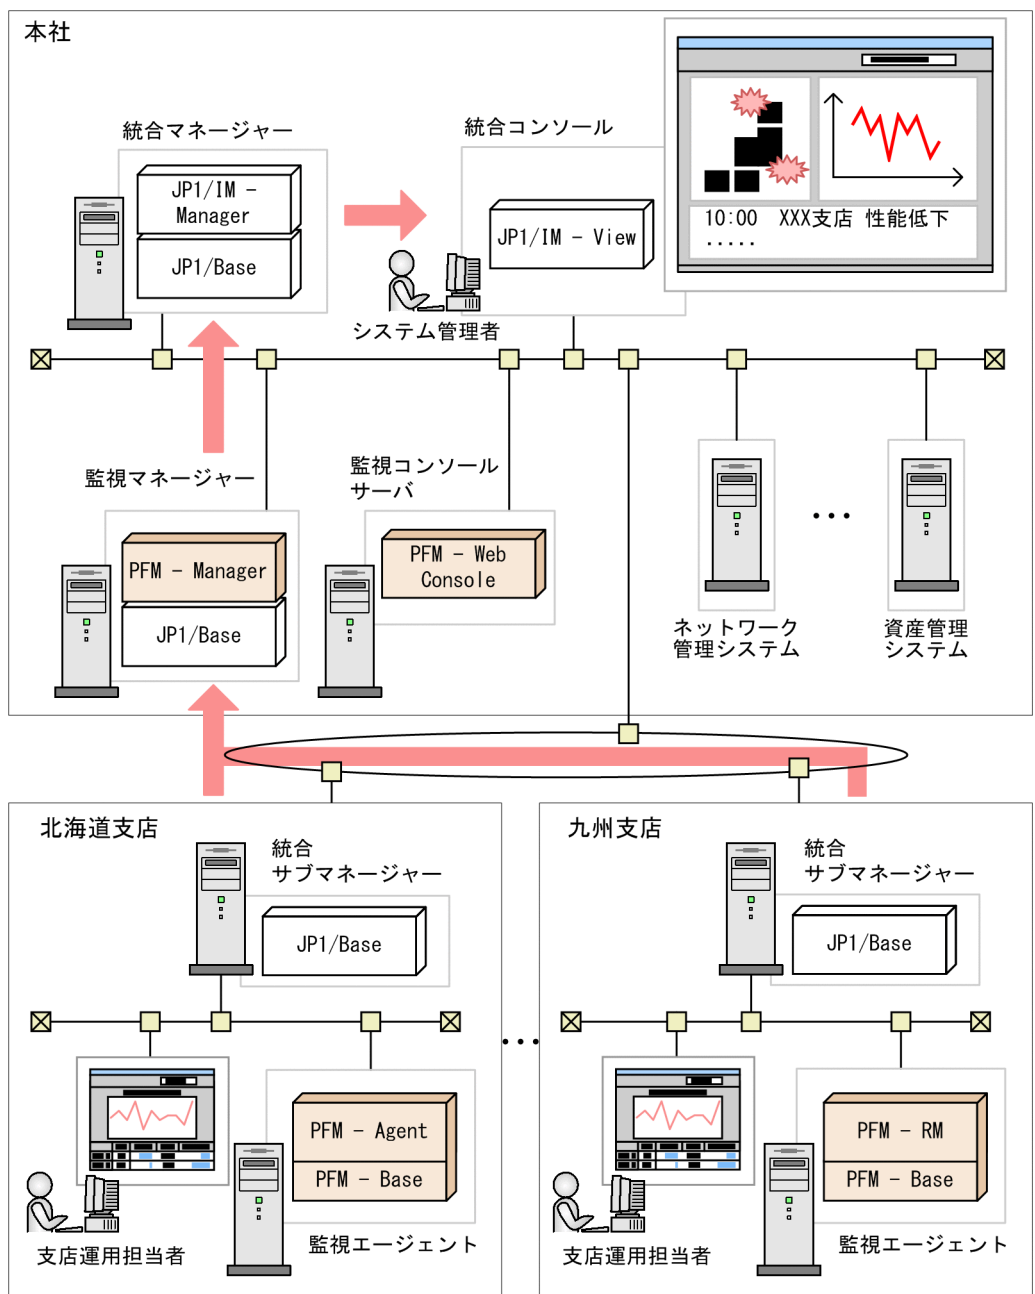 本社
統合マネージャー
JP1/IM － Manager
JP1/Base
統合コンソール
JP1/IM － View
システム管理者
10:00　XXX支店 性能低下
・・・・・
監視マネージャー
PFM － Manager
JP1/Base
監視コンソール
サーバ
PFM － Web
Console
・・・
ネットワーク
管理システム
資産管理
システム
北海道支店
統合
サブマネージャー
JP1/Base
PFM － Agent
PFM － Base
支店運用担当者
監視エージェント
・・・
九州支店
統合
サブマネージャー
JP1/Base
PFM － RM
PFM － Base
支店運用担当者
監視エージェント